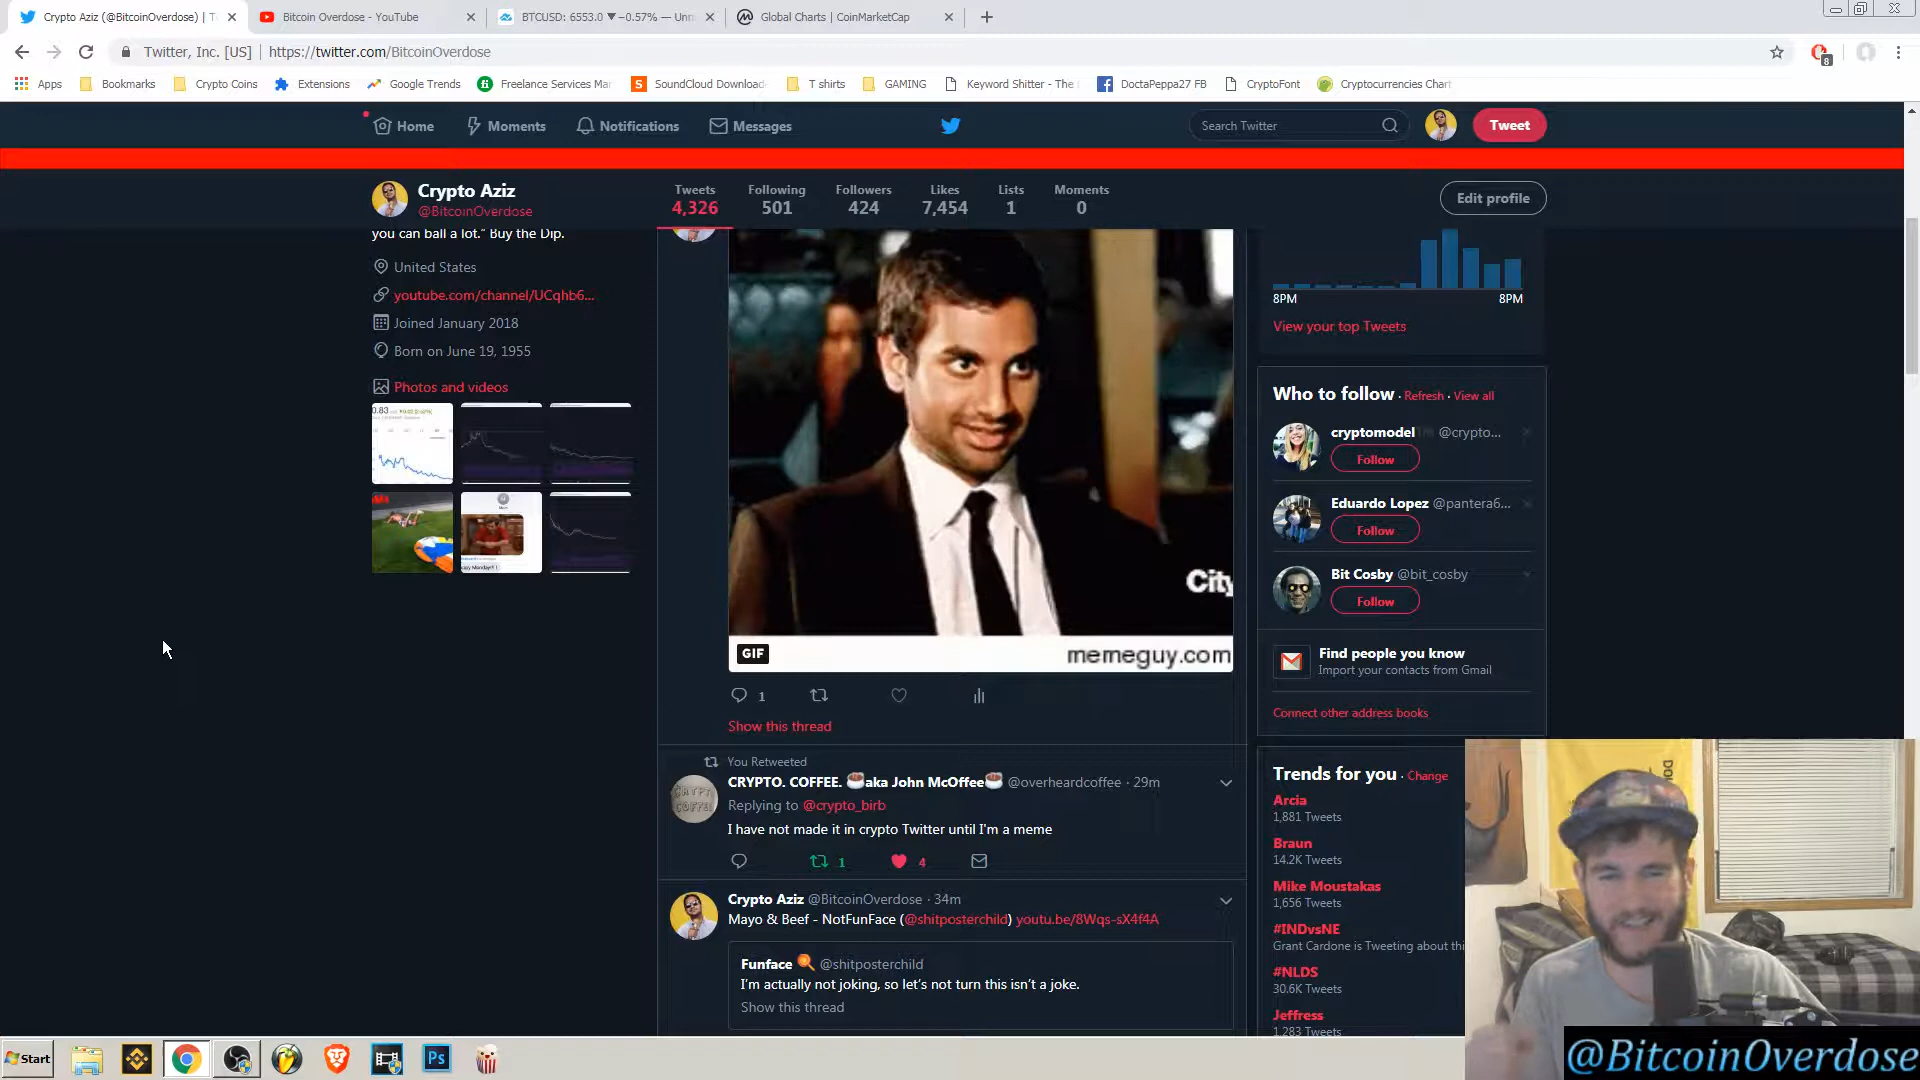 Crypto Aziz (@BitcoinOverdose) | T
Bitcoin Overdose - YouTube
BTCUSD: 6553.0 ▼ −0.57% — Unn
Global Charts | CoinMarketCap
Twitter, Inc. [US] | https://twitter.com/BitcoinOverdose
8
Apps
Bookmarks
Crypto Coins
Extensions
Google Trends
Freelance Services Mar
SoundCloud Download
T shirts
GAMING
Keyword Shitter - The
DoctaPeppa27 FB
CryptoFont
Cryptocurrencies Chart
Home
Moments
Notifications
Messages
Search Twitter
Tweet
Crypto Aziz
@BitcoinOverdose
Tweets
4,326
Following
501
Followers
424
Likes
7,454
Lists
1
Moments
0
Edit profile
you can ball a lot.” Buy the Dip.
United States
youtube.com/channel/UCqhb6...
Joined January 2018
Born on June 19, 1955
Photos and videos
City
GIF
memeguy.com
1
Show this thread
You Retweeted
CRYPTO. COFFEE. ☕aka John McOffee☕ @overheardcoffee · 29m
Replying to @crypto_birb
I have not made it in crypto Twitter until I'm a meme
1
4
Crypto Aziz @BitcoinOverdose · 34m
Mayo & Beef - NotFunFace (@shitposterchild) youtu.be/8Wqs-sX4f4A
Funface @shitposterchild
I’m actually not joking, so let’s not turn this isn’t a joke.
Show this thread
8PM
8PM
View your top Tweets
Who to follow · Refresh · View all
cryptomodel @crypto...
Follow
Eduardo Lopez @pantera6...
Follow
Bit Cosby @bit_cosby
Follow
Find people you know
Import your contacts from Gmail
Connect other address books
Trends for you · Change
Arcia
1,881 Tweets
Braun
14.2K Tweets
Mike Moustakas
1,656 Tweets
#INDvsNE
Grant Cardone is Tweeting about thi
#NLDS
30.6K Tweets
Jeffress
1,283 Tweets
Start
Ps
@BitcoinOverdose